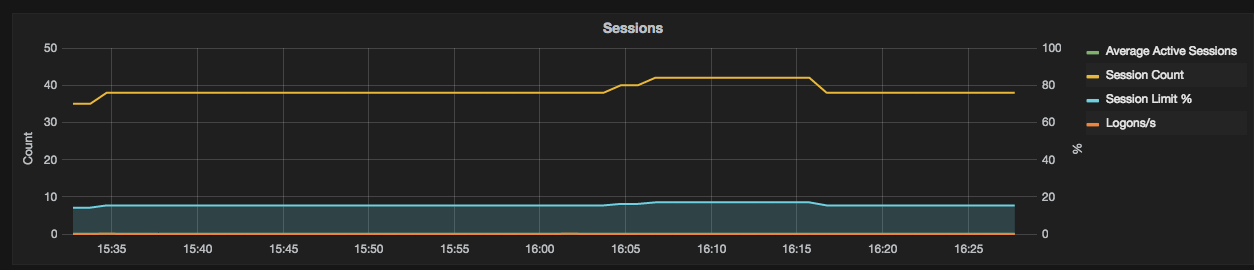 Sessions
50
40
30
20
10
0
Count
100
80
60
40
20
0
%
15:35 15:40 15:45 15:50 15:55 16:00 16:05 16:10 16:15 16:20 16:25
Average Active Sessions
Session Count
Session Limit %
Logons/s